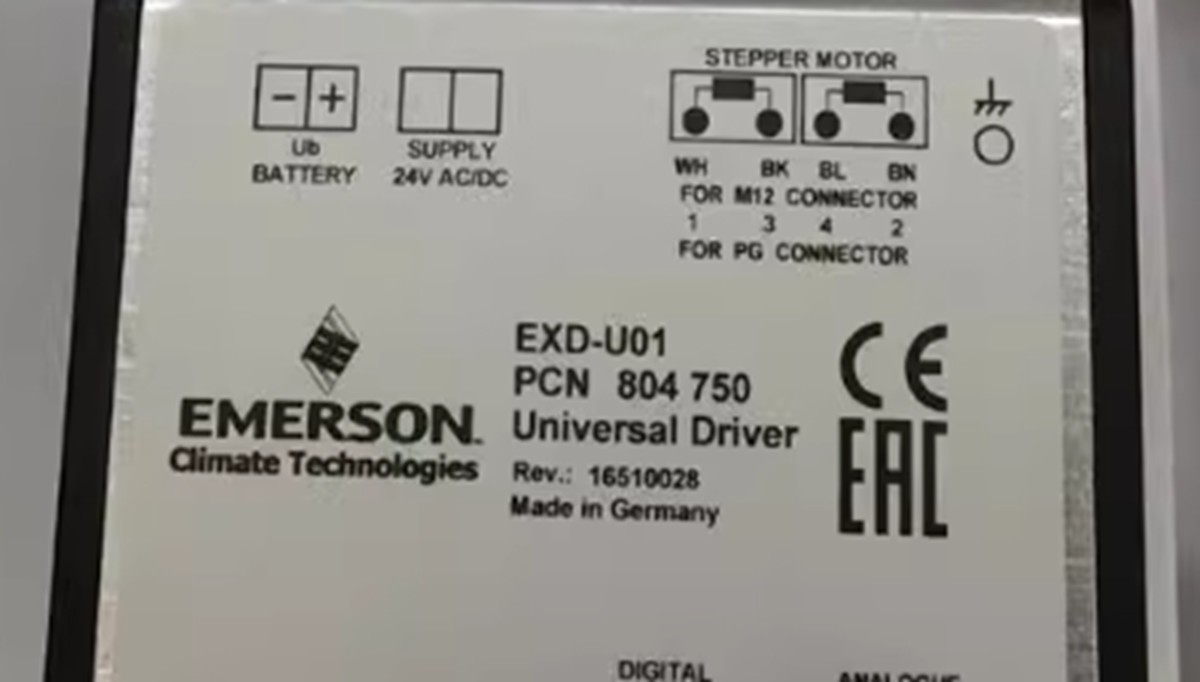 STEPPER MOTOR
- +
Ub
BATTERY
SUPPLY
24V AC/DC
WH BK BL BN
FOR M12 CONNECTOR
1 3 4 2
FOR PG CONNECTOR
EMERSON.
Climate Technologies
EXD-U01
PCN 804 750
Universal Driver
Rev.: 16510028
Made in Germany
CE
EAC
DIGITAL
ANALOGUE